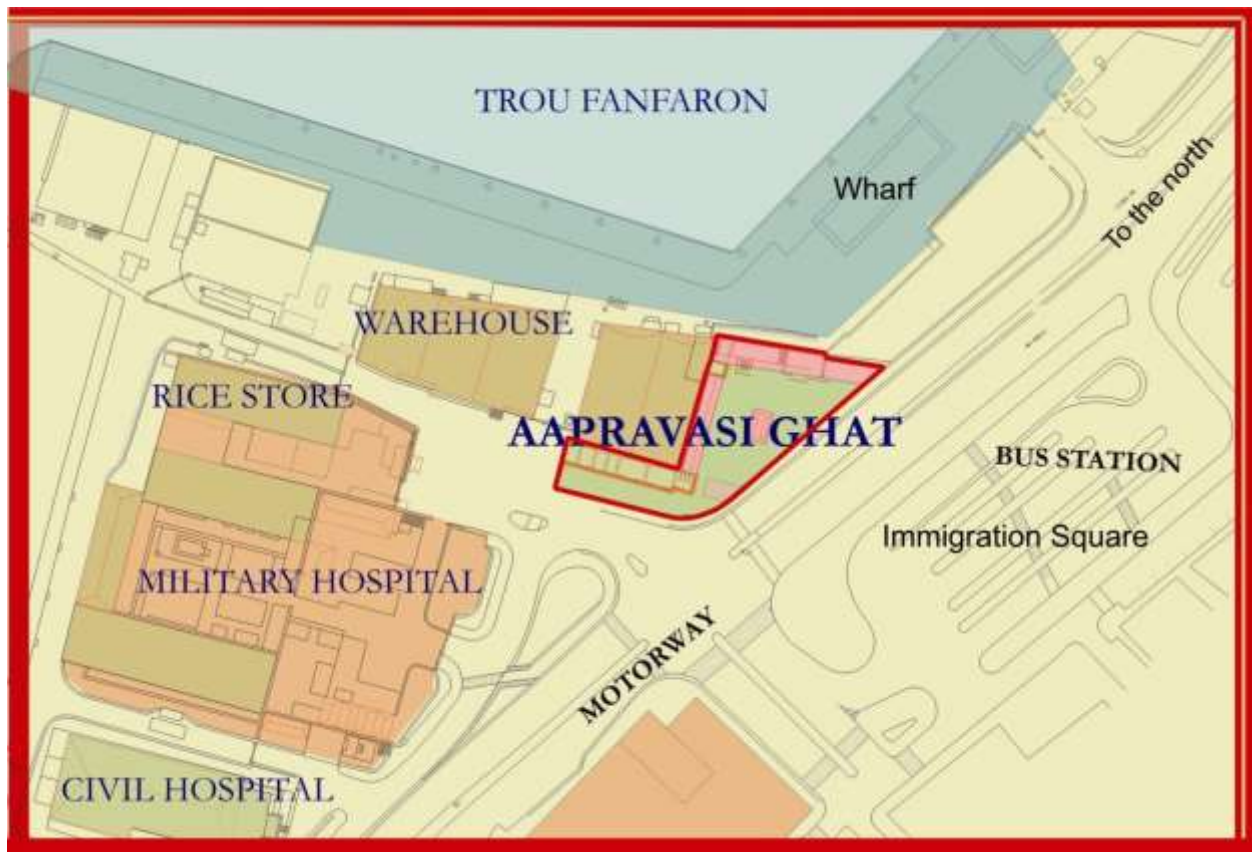 TROU FANFARON
Wharf
To the north
WAREHOUSE
RICE STORE
AAPRAVASI GHAT
BUS STATION
Immigration Square
MILITARY HOSPITAL
MOTORWAY
CIVIL HOSPITAL